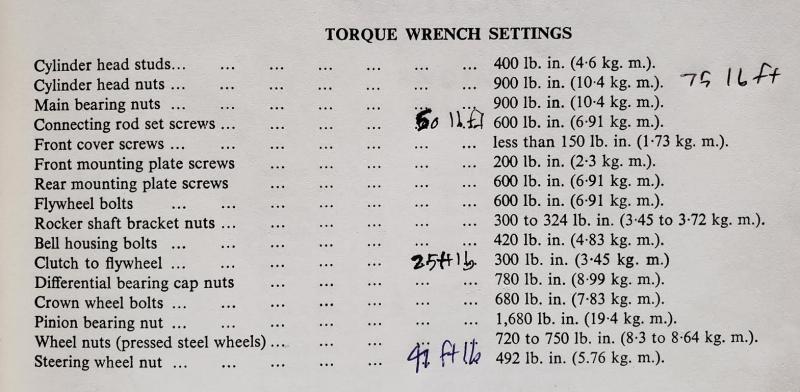 TORQUE WRENCH SETTINGS
Cylinder head studs... ... ... ... ... ... ... 400 lb. in. (4·6 kg. m.).
Cylinder head nuts ... ... ... ... ... ... ... 900 lb. in. (10·4 kg. m.). 75 lb ft
Main bearing nuts ... ... ... ... ... ... ... 900 lb. in. (10·4 kg. m.).
Connecting rod set screws ... ... ... ... ... 50 lb. ft 600 lb. in. (6·91 kg. m.).
Front cover screws ... ... ... ... ... ... ... less than 150 lb. in. (1·73 kg. m.).
Front mounting plate screws ... ... ... ... ... 200 lb. in. (2·3 kg. m.).
Rear mounting plate screws ... ... ... ... ... 600 lb. in. (6·91 kg. m.).
Flywheel bolts ... ... ... ... ... ... ... 600 lb. in. (6·91 kg. m.).
Rocker shaft bracket nuts ... ... ... ... ... ... 300 to 324 lb. in. (3·45 to 3·72 kg. m.).
Bell housing bolts ... ... ... ... ... ... ... 420 lb. in. (4·83 kg. m.).
Clutch to flywheel ... ... ... ... ... 25 ft lb. 300 lb. in. (3·45 kg. m)
Differential bearing cap nuts ... ... ... ... ... 780 lb. in. (8·99 kg. m.).
Crown wheel bolts ... ... ... ... ... ... ... 680 lb. in. (7·83 kg. m.).
Pinion bearing nut ... ... ... ... ... ... ... 1,680 lb. in. (19·4 kg. m.).
Wheel nuts (pressed steel wheels) ... ... ... ... ... ... 720 to 750 lb. in. (8·3 to 8·64 kg. m.).
Steering wheel nut ... ... ... ... ... 41 ft lb 492 lb. in. (5.76 kg. m.).